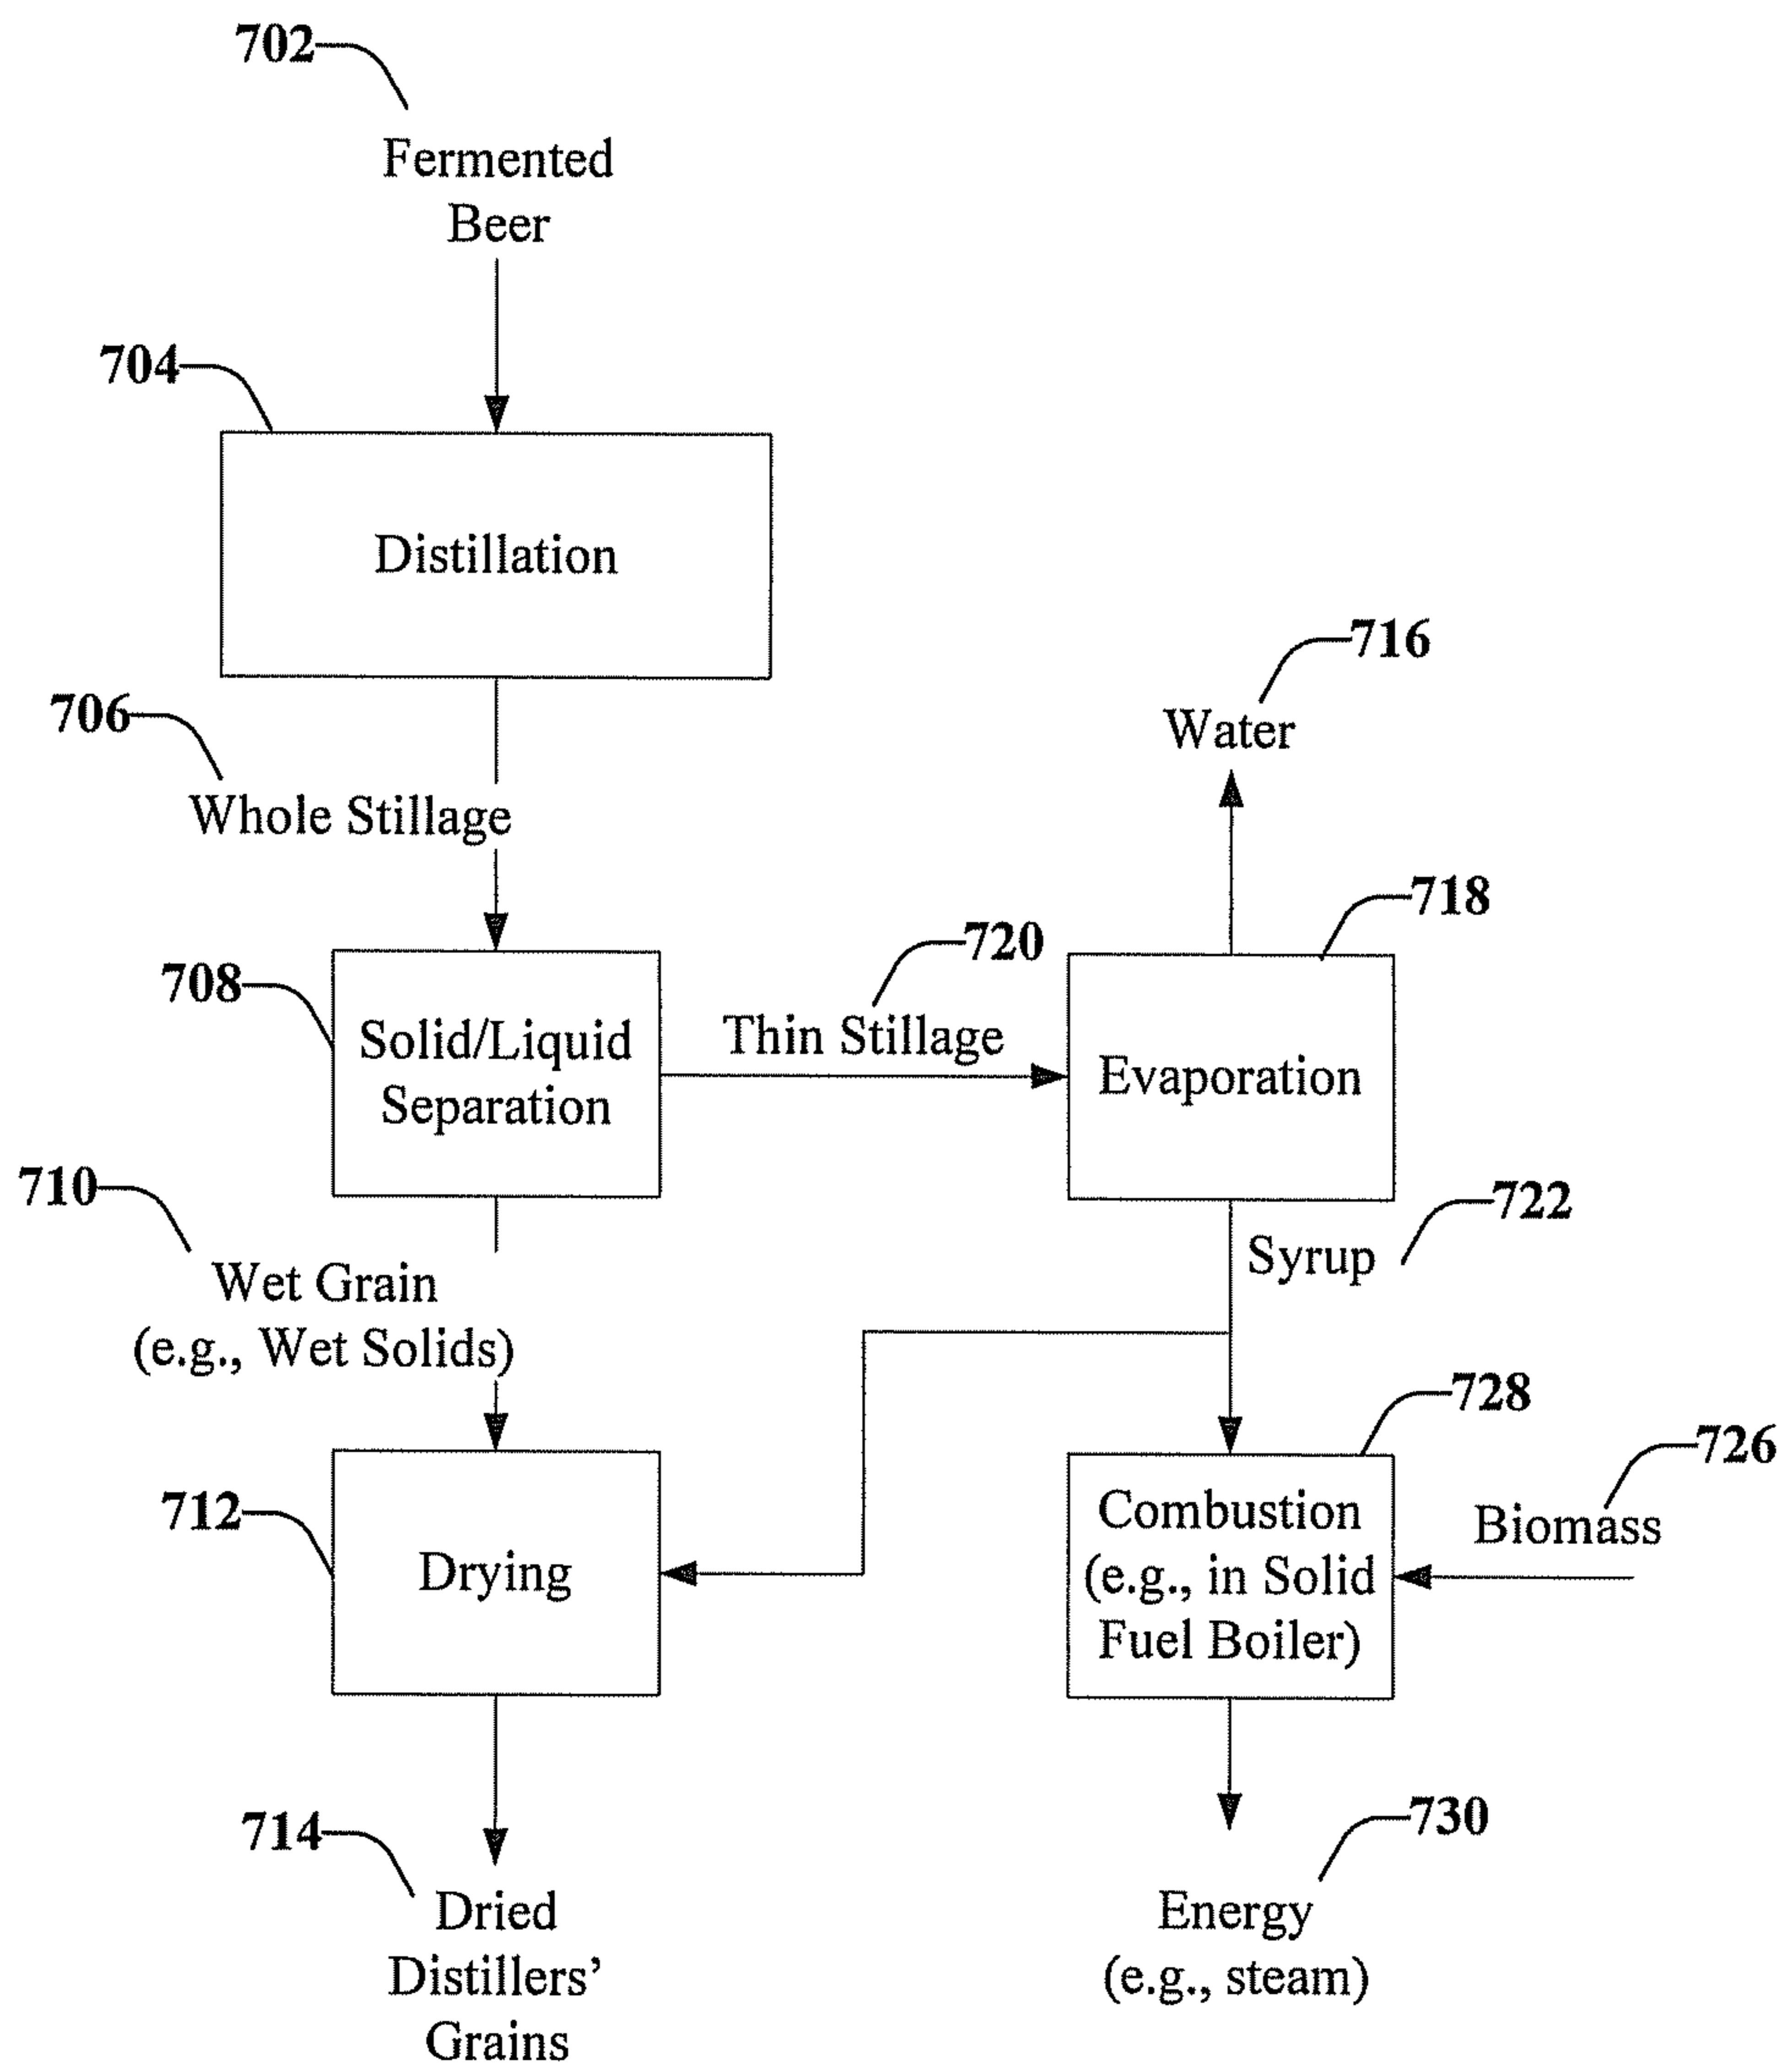 702
Fermented
Beer
704
Distillation
706
Whole Stillage
716
Water
718
720
708
Solid/Liquid
Separation
Thin Stillage
Evaporation
710
Wet Grain
(e.g., Wet Solids)
722
Syrup
728
726
712
Drying
Combustion
(e.g., in Solid
Fuel Boiler)
Biomass
714
Dried
Distillers’
Grains
730
Energy
(e.g., steam)